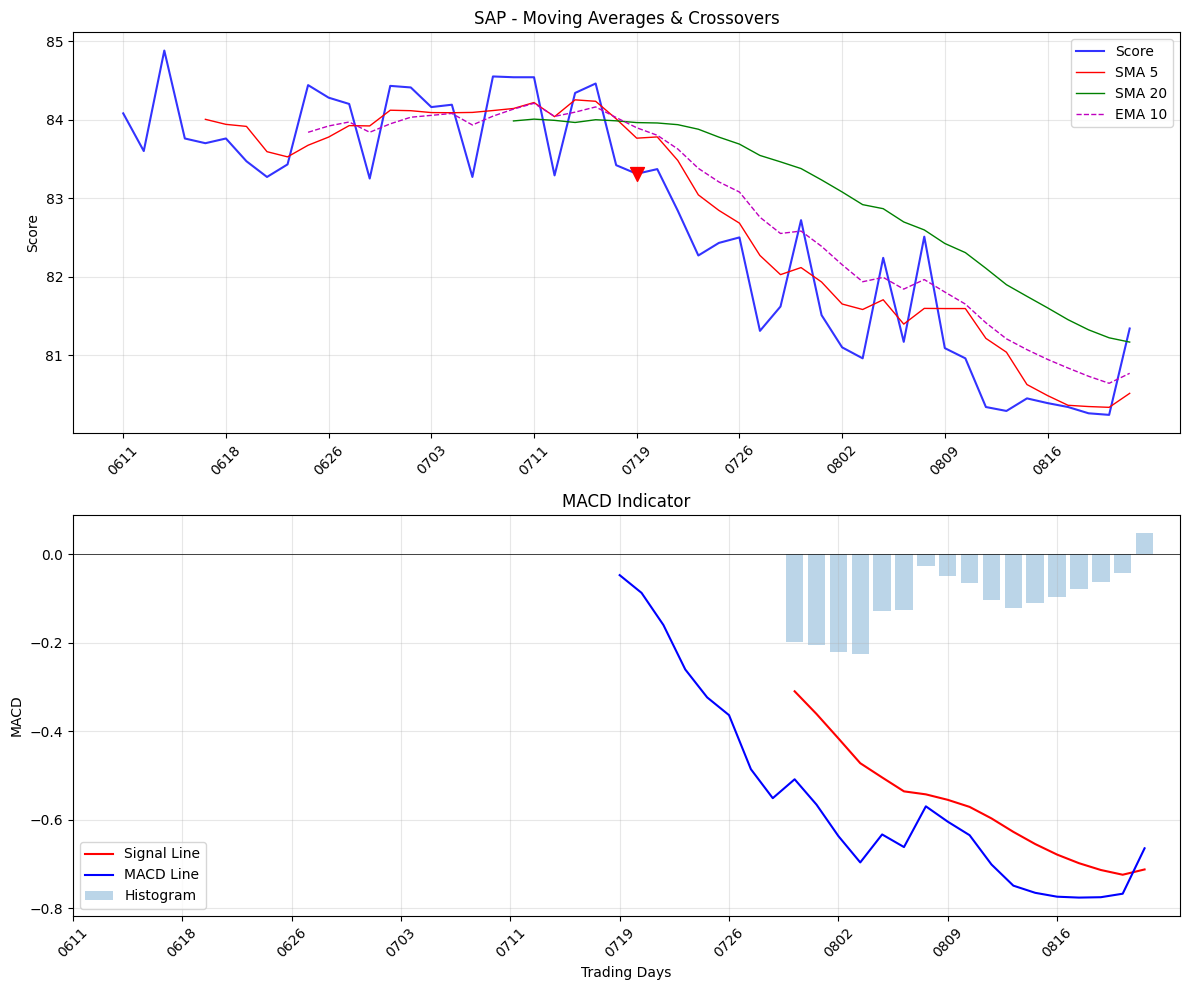 SAP - Moving Averages & Crossovers
85
84
83
82
81
Score
Score
SMA 5
SMA 20
EMA 10
0611
0618
0626
0703
0711
0719
0726
0802
0809
0816
MACD Indicator
0.0
−0.2
−0.4
−0.6
−0.8
MACD
Signal Line
MACD Line
Histogram
0611
0618
0626
0703
0711
0719
0726
0802
0809
0816
Trading Days